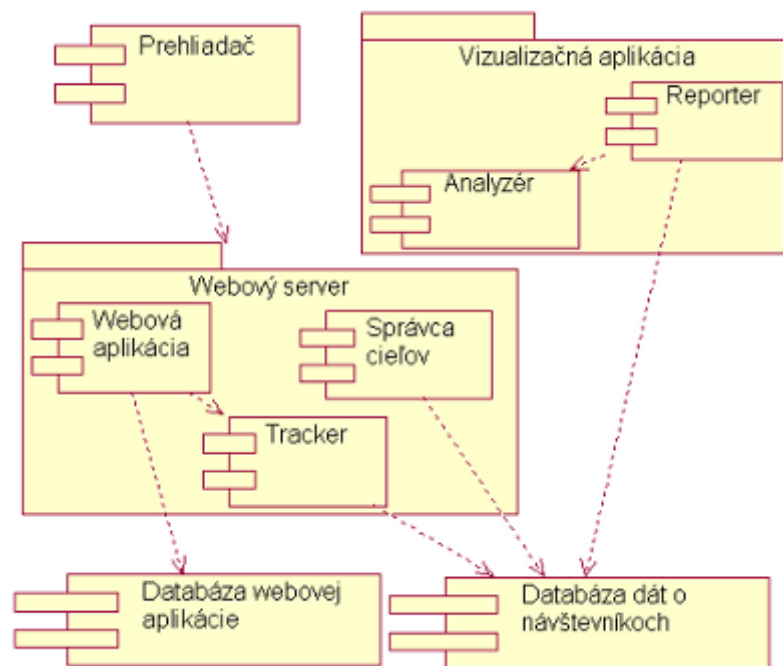 Prehliadač
Vizualizačná aplikácia
Reporter
Analyzér
Webový server
Webová
aplikácia
Správca
cieľov
Tracker
Databáza webovej
aplikácie
Databáza dát o
návštevníkoch